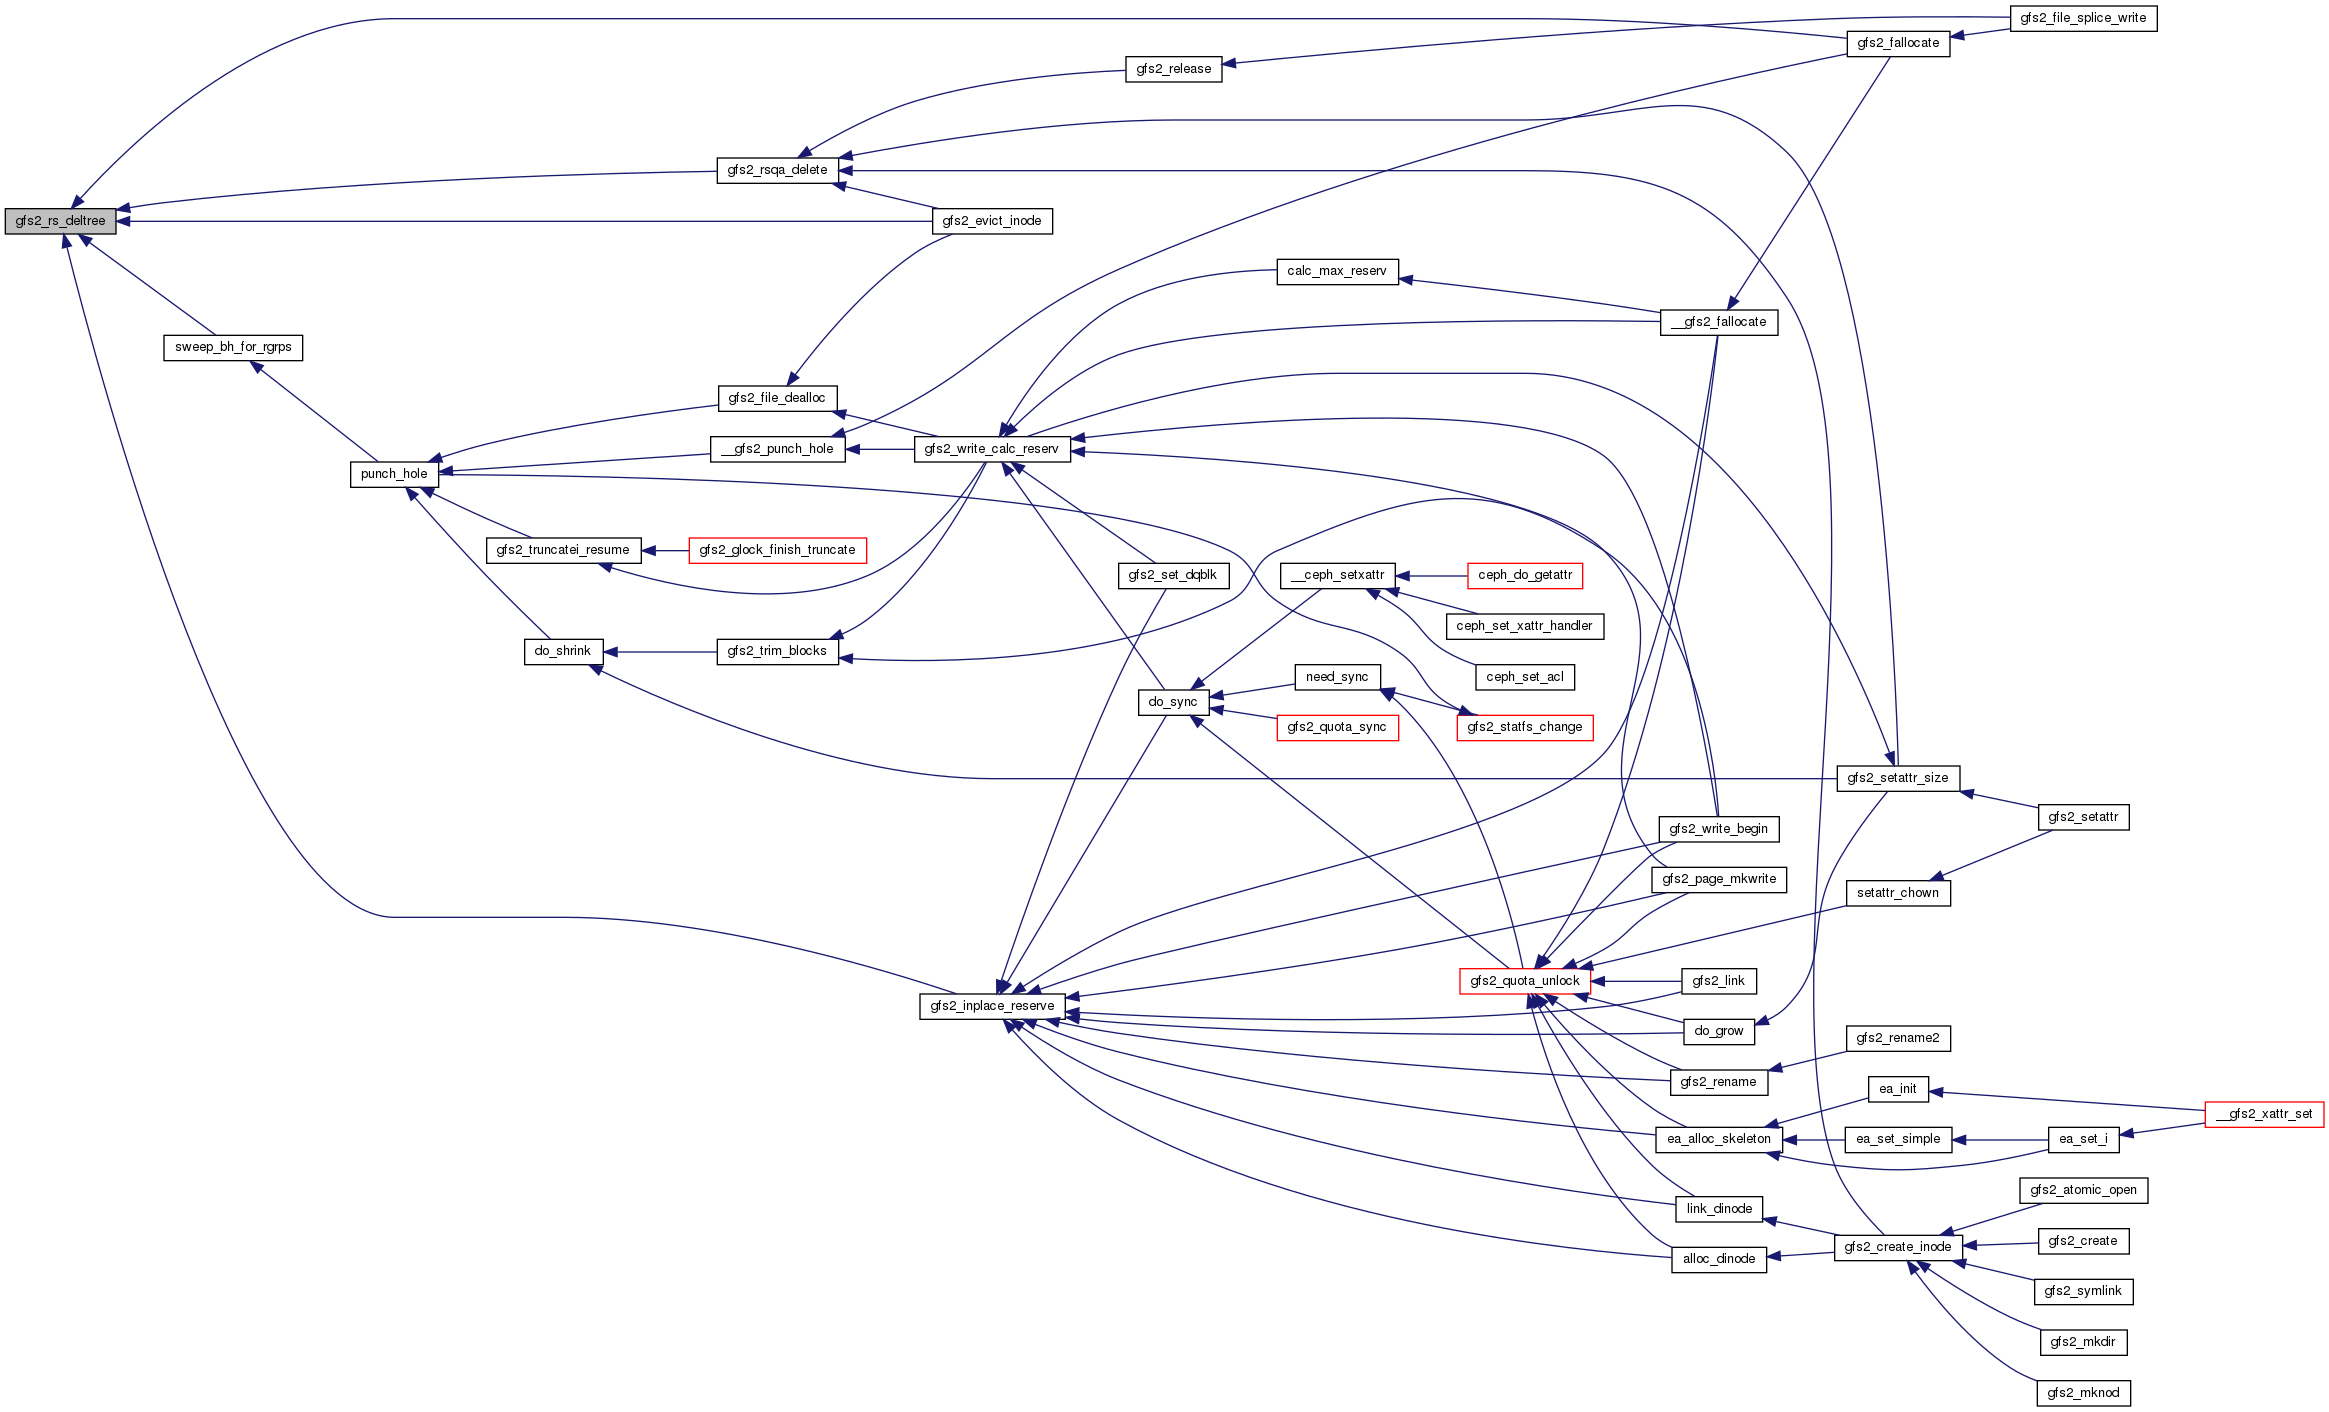 gfs2_file_splice_write
gfs2_fallocate
gfs2_release
gfs2_rsqa_delete
gfs2_rs_deltree
gfs2_evict_inode
calc_max_reserv
__gfs2_fallocate
sweep_bh_for_rgrps
gfs2_file_dealloc
__gfs2_punch_hole
gfs2_write_calc_reserv
punch_hole
gfs2_truncatei_resume
gfs2_glock_finish_truncate
gfs2_set_dqblk
__ceph_setxattr
ceph_do_getattr
ceph_set_xattr_handler
do_shrink
gfs2_trim_blocks
need_sync
ceph_set_acl
do_sync
gfs2_quota_sync
gfs2_statfs_change
gfs2_setattr_size
gfs2_setattr
gfs2_write_begin
gfs2_page_mkwrite
setattr_chown
gfs2_quota_unlock
gfs2_link
gfs2_inplace_reserve
do_grow
gfs2_rename2
gfs2_rename
ea_init
__gfs2_xattr_set
ea_alloc_skeleton
ea_set_simple
ea_set_i
gfs2_atomic_open
link_dinode
gfs2_create_inode
gfs2_create
alloc_dinode
gfs2_symlink
gfs2_mkdir
gfs2_mknod